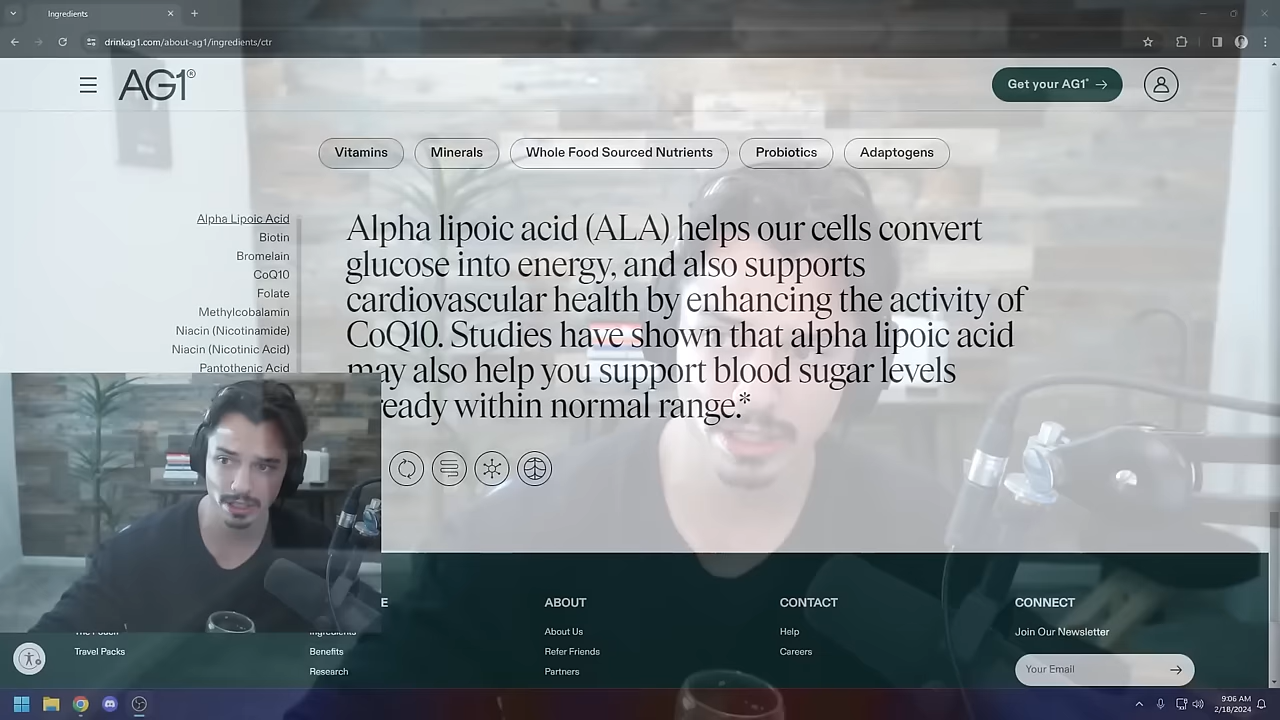 Ingredients
drinkag1.com/about-ag1/ingredients/ctr
AG1®
Get your AG1*
Vitamins
Minerals
Whole Food Sourced Nutrients
Probiotics
Adaptogens
Alpha Lipoic Acid
Biotin
Bromelain
CoQ10
Folate
Methylcobalamin
Niacin (Nicotinamide)
Niacin (Nicotinic Acid)
Pantothenic Acid
Alpha lipoic acid (ALA) helps our cells convert
glucose into energy, and also supports
cardiovascular health by enhancing the activity of
CoQ10. Studies have shown that alpha lipoic acid
may also help you support blood sugar levels
ready within normal range.*
E
The Pouch
Travel Packs
Ingredients
Benefits
Research
ABOUT
About Us
Refer Friends
Partners
CONTACT
Help
Careers
CONNECT
Join Our Newsletter
Your Email
9:06 AM
2/18/2024